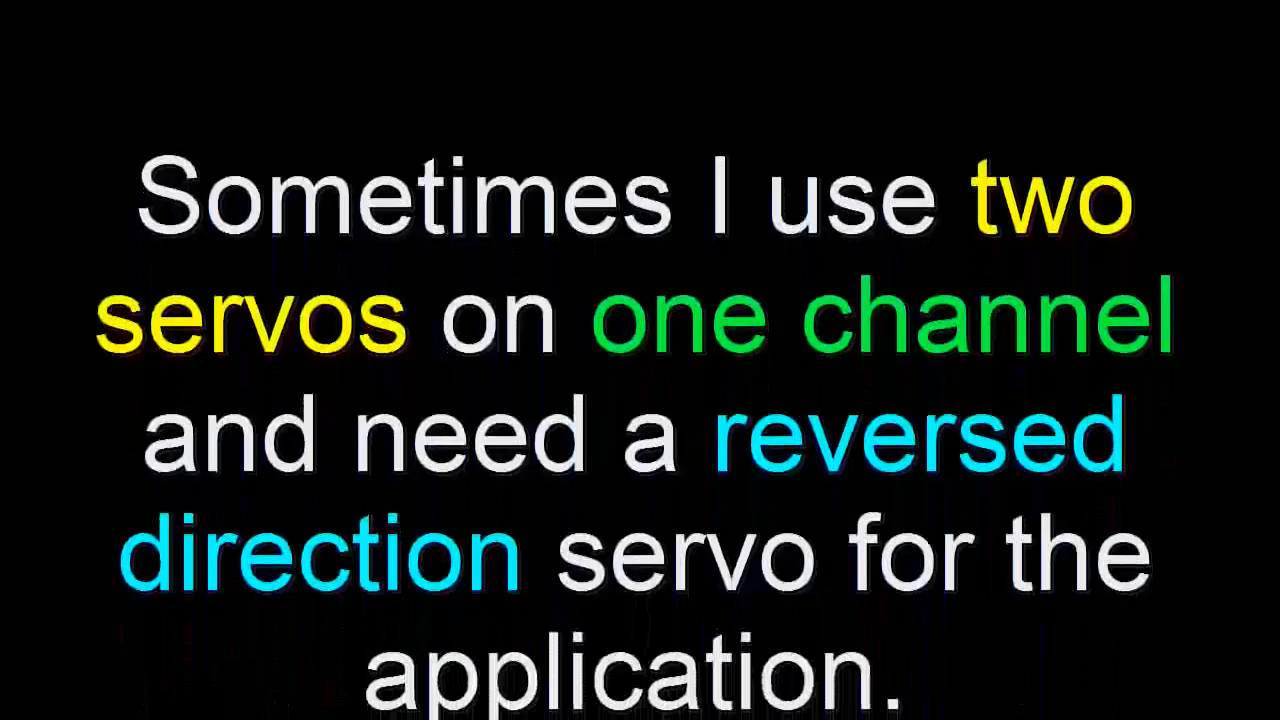 Sometimes I use two
servos on one channel
and need a reversed
direction servo for the
application.